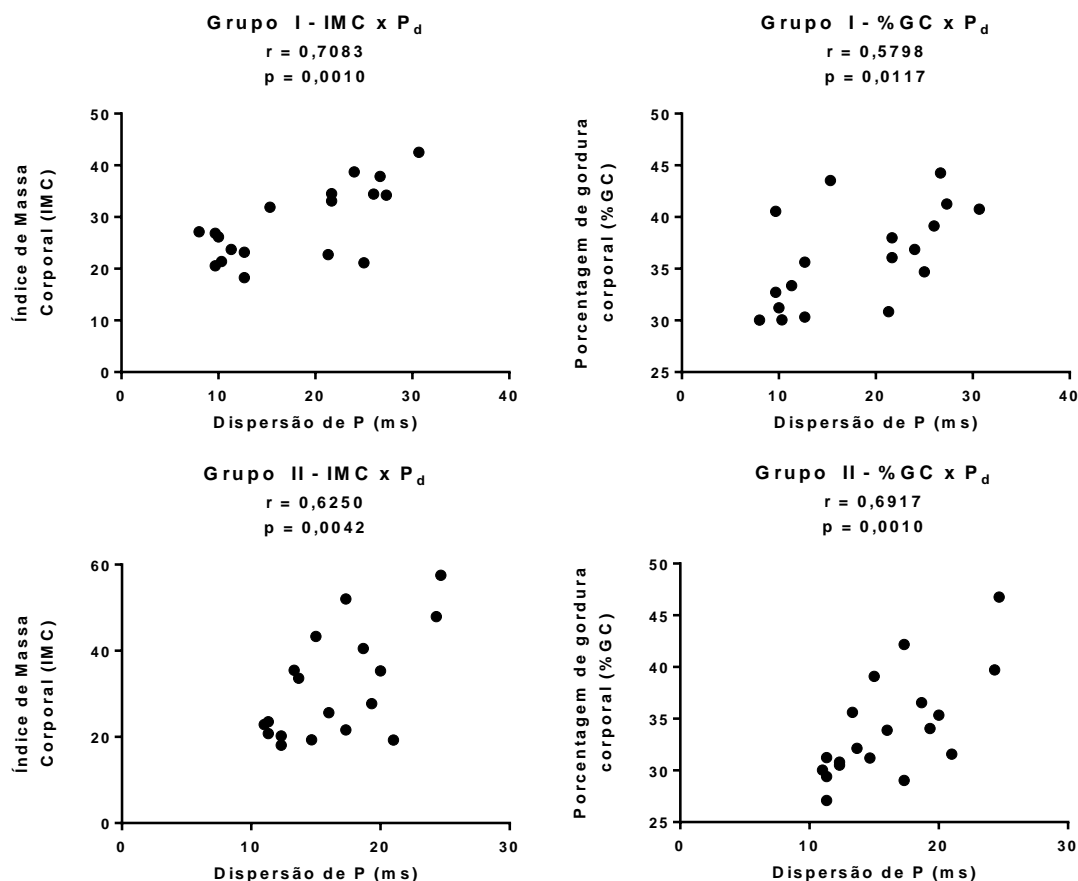 Grupo I - IMC x Pd
r = 0,7083
p = 0,0010
50
40
30
20
10
0
Índice de Massa
Corporal (IMC)
0 10 20 30 40
Dispersão de P (ms)
Grupo I - %GC x Pd
r = 0,5798
p = 0,0117
50
45
40
35
30
25
Porcentagem de gordura
corporal (%GC)
0 10 20 30 40
Dispersão de P (ms)
Grupo II - IMC x Pd
r = 0,6250
p = 0,0042
60
40
20
0
Índice de Massa
Corporal (IMC)
0 10 20 30
Dispersão de P (ms)
Grupo II - %GC x Pd
r = 0,6917
p = 0,0010
50
45
40
35
30
25
Porcentagem de gordura
corporal (%GC)
0 10 20 30
Dispersão de P (ms)